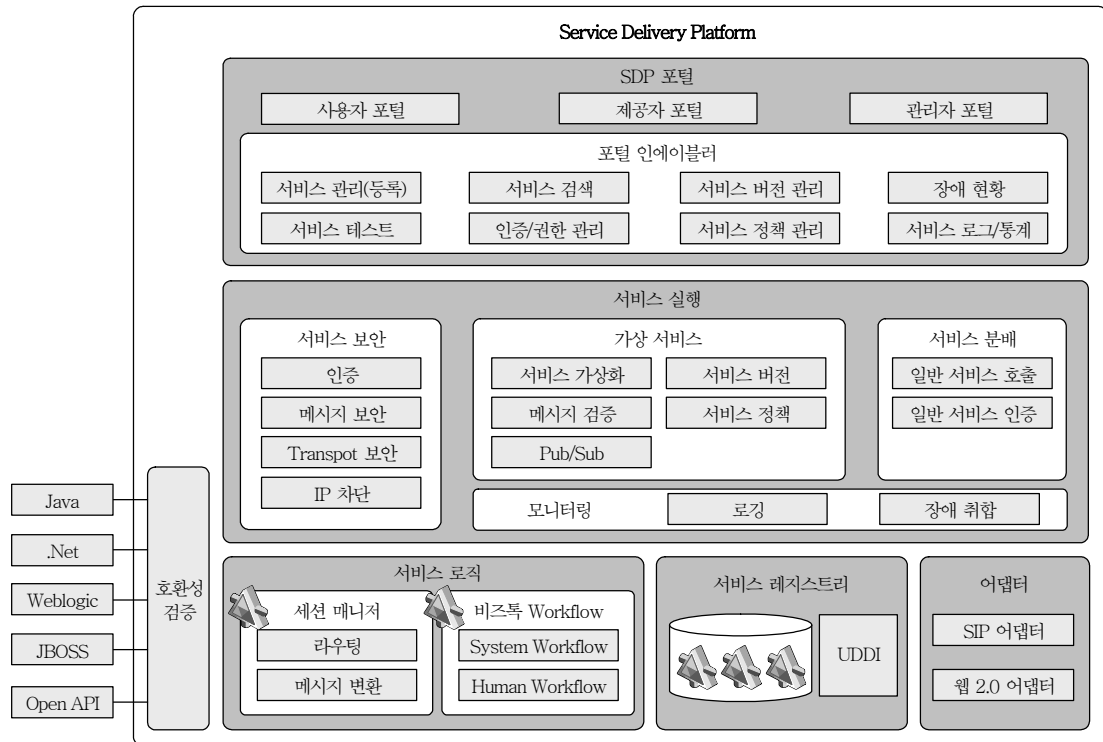 Service Delivery Platform
SDP 포털
사용자 포털
제공자 포털
관리자 포털
포털 인에이블러
서비스 관리(등록)
서비스 검색
서비스 버전 관리
장애 현황
서비스 테스트
인증/권한 관리
서비스 정책 관리
서비스 로그/통계
서비스 실행
서비스 보안
인증
메시지 보안
Transpot 보안
IP 차단
가상 서비스
서비스 가상화
서비스 버전
메시지 검증
서비스 정책
Pub/Sub
서비스 분배
일반 서비스 호출
일반 서비스 인증
모니터링
로깅
장애 취합
Java
.Net
Weblogic
JBOSS
Open API
호환성
검증
서비스 로직
세션 매니저
라우팅
메시지 변환
비즈톡 Workflow
System Workflow
Human Workflow
서비스 레지스트리
UDDI
어댑터
SIP 어댑터
웹 2.0 어댑터